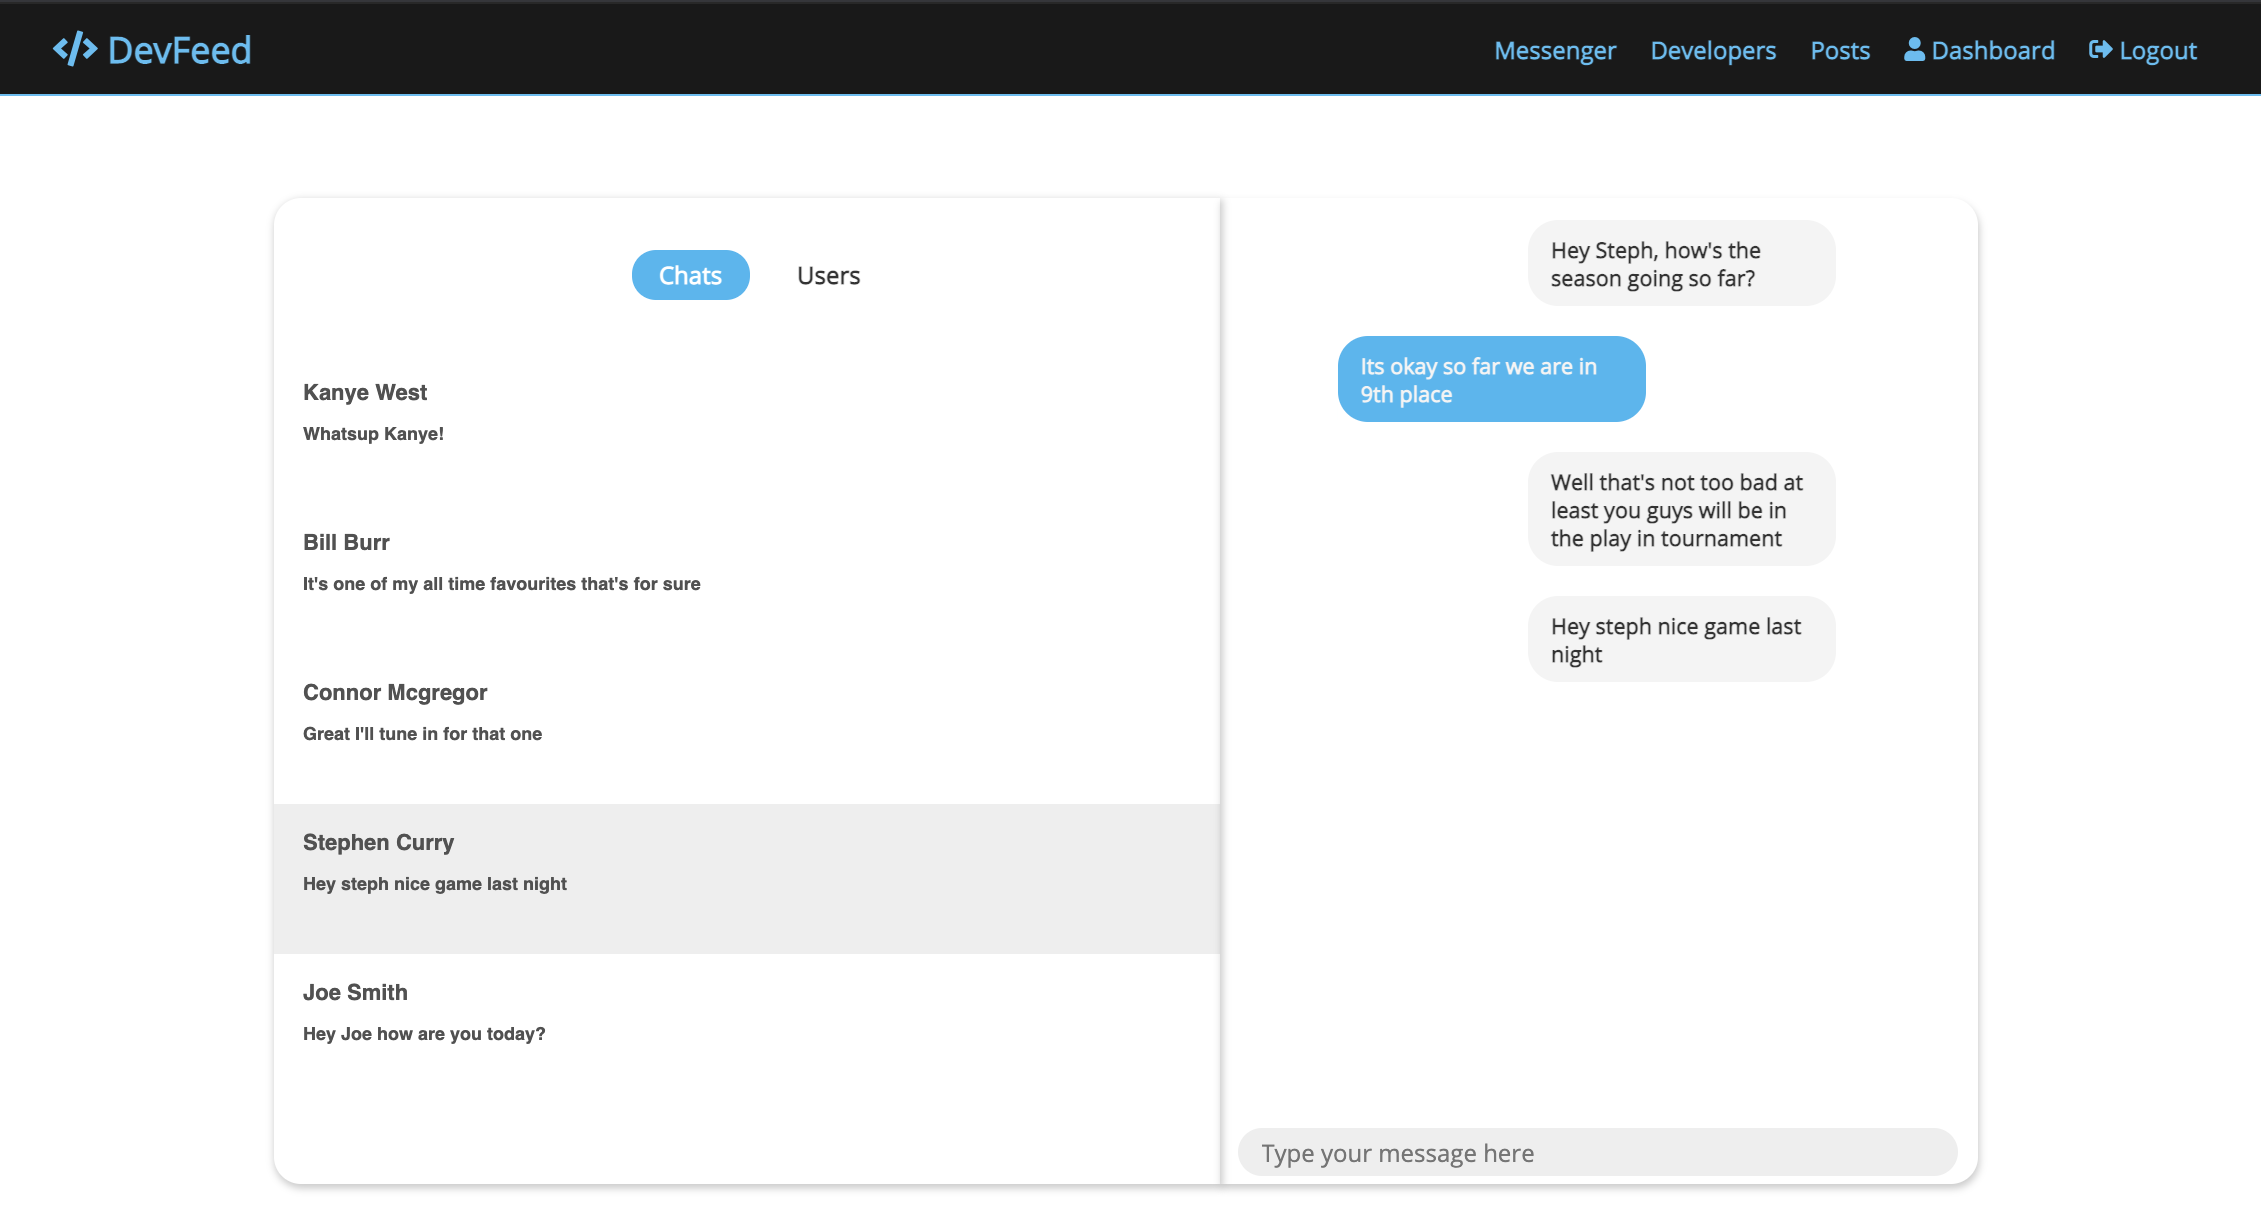 </> DevFeed
Messenger Developers Posts Dashboard Logout
Chats Users
Kanye West
Whatsup Kanye!
Bill Burr
It's one of my all time favourites that's for sure
Connor Mcgregor
Great I'll tune in for that one
Stephen Curry
Hey steph nice game last night
Joe Smith
Hey Joe how are you today?
Hey Steph, how's the
season going so far?
Its okay so far we are in
9th place
Well that's not too bad at
least you guys will be in
the play in tournament
Hey steph nice game last
night
Type your message here